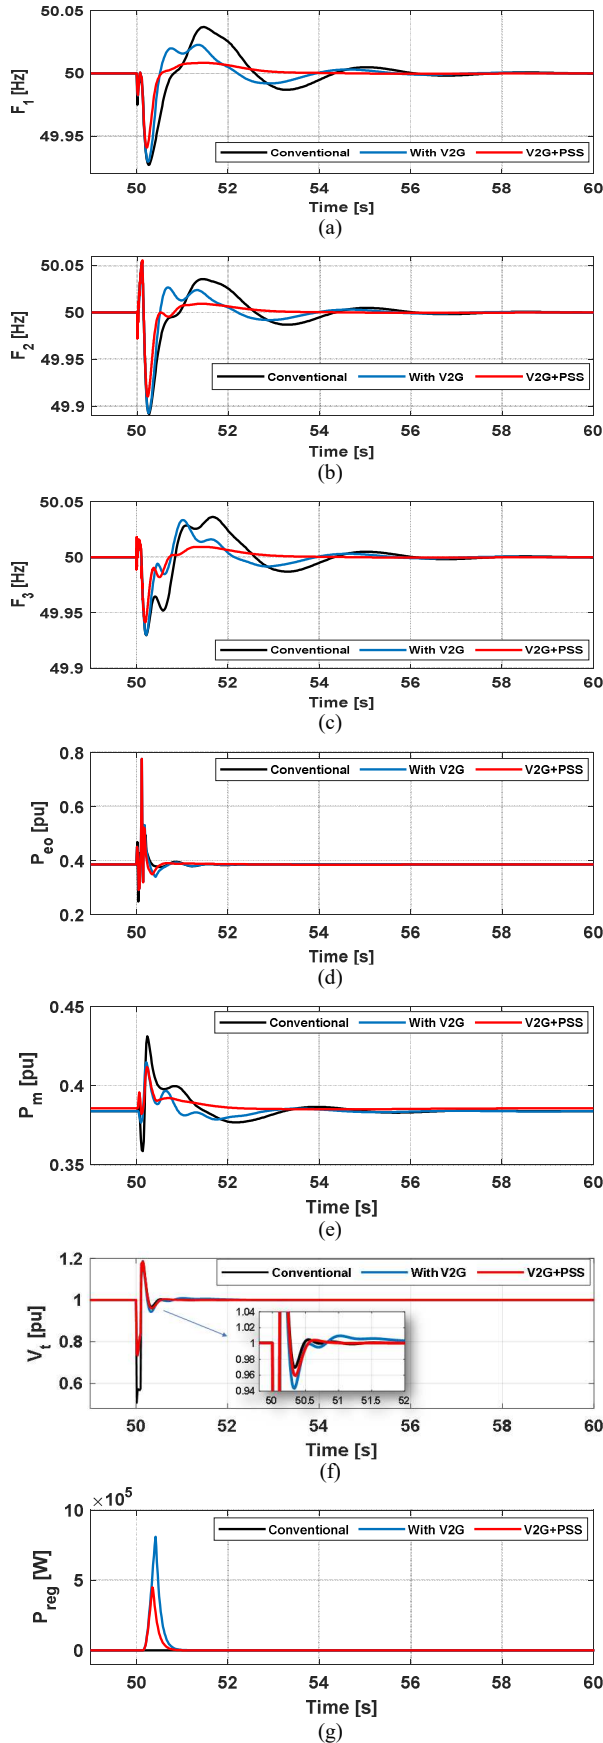 50.05
50
49.95
F1 [Hz]
Conventional With V2G V2G+PSS
50 52 54 56 58 60
Time [s]
(a)
50.05
50
49.95
49.9
F2 [Hz]
Conventional With V2G V2G+PSS
50 52 54 56 58 60
Time [s]
(b)
50.05
50
49.95
49.9
F3 [Hz]
Conventional With V2G V2G+PSS
50 52 54 56 58 60
Time [s]
(c)
0.8
0.6
0.4
0.2
Peo [pu]
Conventional With V2G V2G+PSS
50 52 54 56 58 60
Time [s]
(d)
0.45
0.4
0.35
Pm [pu]
Conventional With V2G V2G+PSS
50 52 54 56 58 60
Time [s]
(e)
1.2
1
0.8
0.6
Vt [pu]
Conventional With V2G V2G+PSS
1.04
1.02
1
0.98
0.96
0.94
50 50.5 51 51.5 52
50 52 54 56 58 60
Time [s]
(f)
×10^5
10
5
0
Preg [W]
Conventional With V2G V2G+PSS
50 52 54 56 58 60
Time [s]
(g)